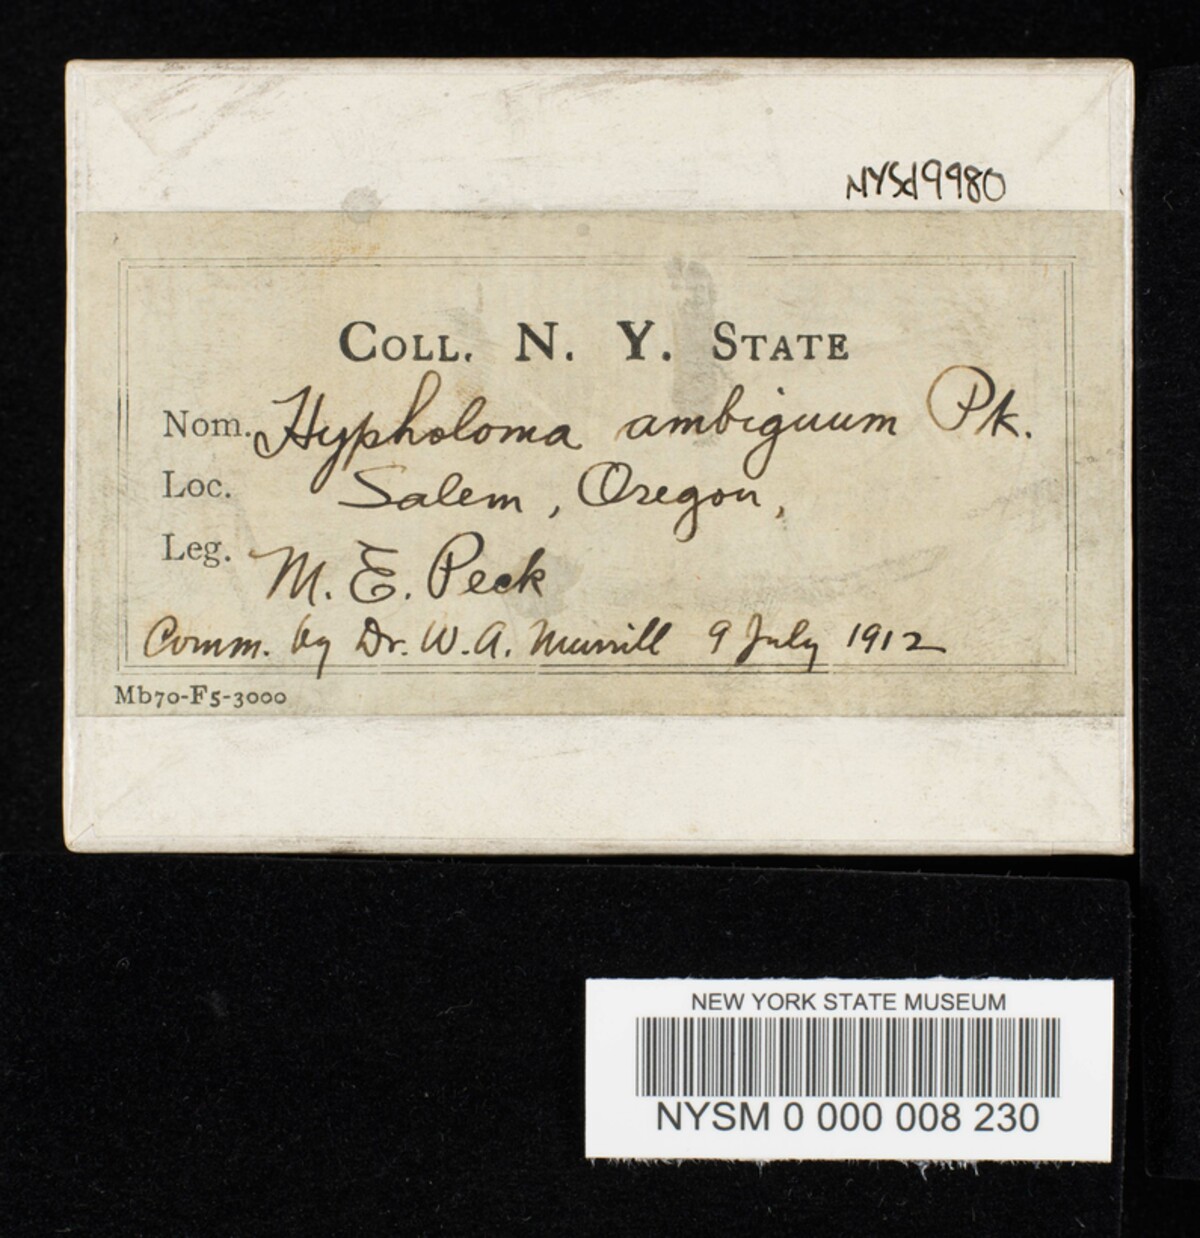 NYSd9980
COLL. N. Y. STATE
Nom. Hypholoma ambiguum Pk.
Loc. Salem, Oregon,
Leg. M. E. Peck
Comm. by Dr. W. A. Murrill 9 July 1912
Mb70-F5-3000
NEW YORK STATE MUSEUM
NYSM 0 000 008 230